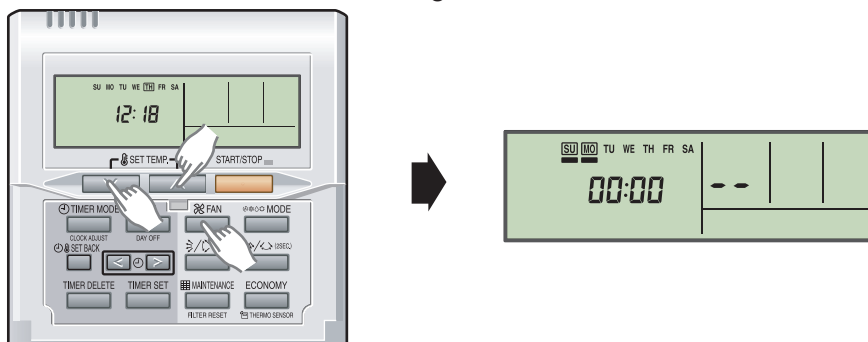 SU MO TU WE TH FR SA
12:18
SET TEMP. START/STOP
TIMER MODE FAN MODE
CLOCK ADJUST DAY OFF
SET BACK (2SEC.)
TIMER DELETE TIMER SET MAINTENANCE ECONOMY
FILTER RESET THERMO SENSOR
SU MO TU WE TH FR SA
00:00 --